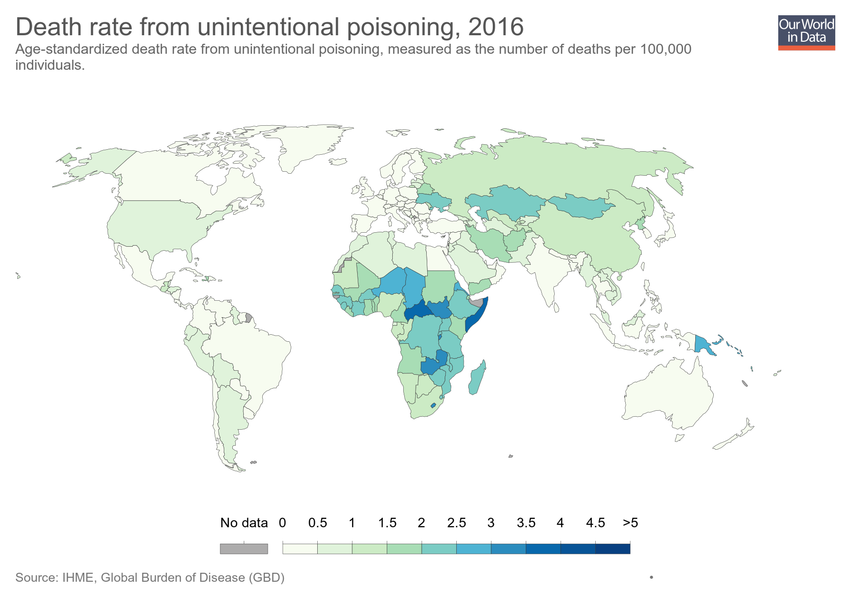 Death rate from unintentional poisoning, 2016
Our World
in Data
Age-standardized death rate from unintentional poisoning, measured as the number of deaths per 100,000
individuals.
No data 0 0.5 1 1.5 2 2.5 3 3.5 4 4.5 >5
Source: IHME, Global Burden of Disease (GBD)